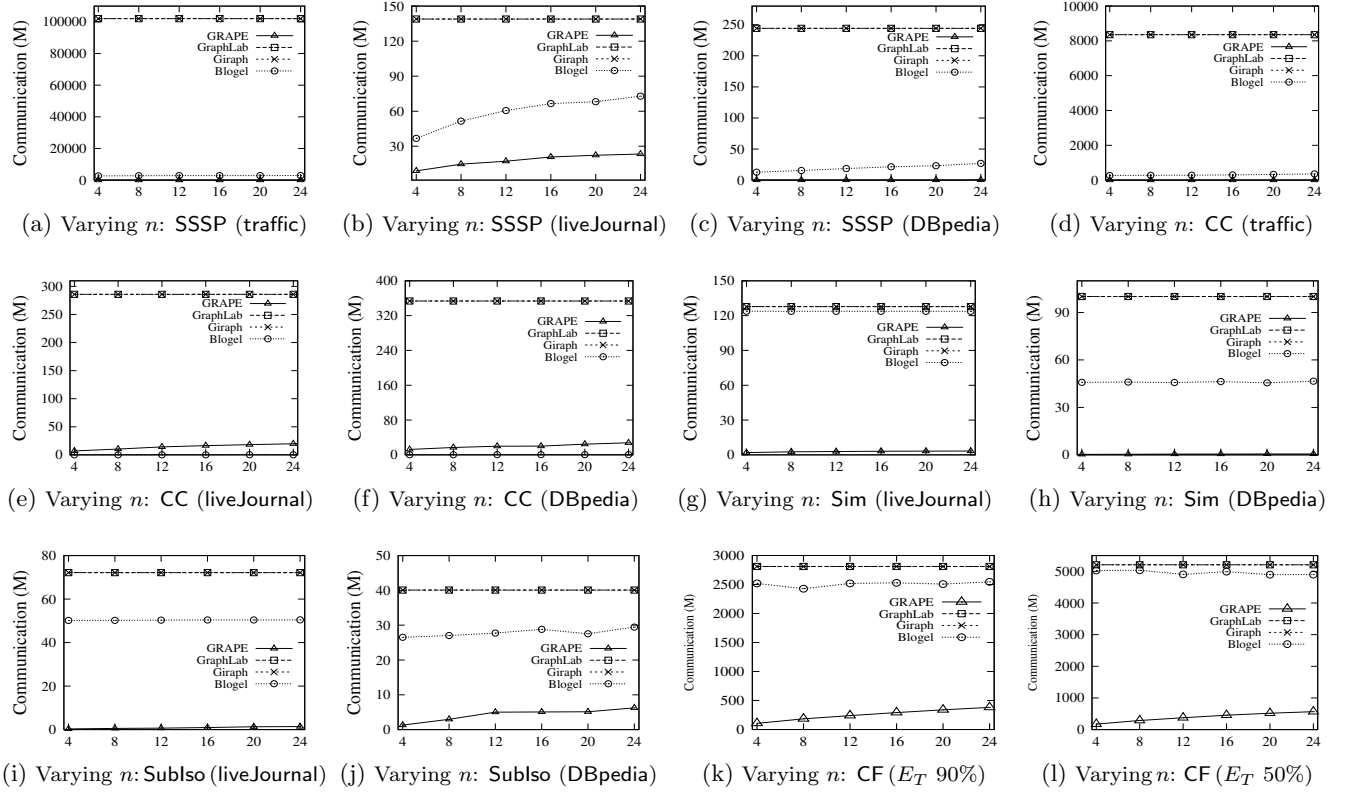 Communication (M)
100000
80000
60000
40000
20000
0
GRAPE
GraphLab
Giraph
Blogel
4 8 12 16 20 24
(a) Varying n: SSSP (traffic)
Communication (M)
150
120
90
60
30
GRAPE
GraphLab
Giraph
Blogel
4 8 12 16 20 24
(b) Varying n: SSSP (liveJournal)
Communication (M)
250
200
150
100
50
0
GRAPE
GraphLab
Giraph
Blogel
4 8 12 16 20 24
(c) Varying n: SSSP (DBpedia)
Communication (M)
10000
8000
6000
4000
2000
0
GRAPE
GraphLab
Giraph
Blogel
4 8 12 16 20 24
(d) Varying n: CC (traffic)
Communication (M)
300
250
200
150
100
50
0
GRAPE
GraphLab
Giraph
Blogel
4 8 12 16 20 24
(e) Varying n: CC (liveJournal)
Communication (M)
400
360
280
200
160
80
0
GRAPE
GraphLab
Giraph
Blogel
4 8 12 16 20 24
(f) Varying n: CC (DBpedia)
Communication (M)
150
120
90
60
30
0
GRAPE
GraphLab
Giraph
Blogel
4 8 12 16 20 24
(g) Varying n: Sim (liveJournal)
Communication (M)
90
60
30
0
GRAPE
GraphLab
Giraph
Blogel
4 8 12 16 20 24
(h) Varying n: Sim (DBpedia)
Communication (M)
80
60
40
20
0
GRAPE
GraphLab
Giraph
Blogel
4 8 12 16 20 24
(i) Varying n: SubIso (liveJournal)
Communication (M)
50
40
30
20
10
0
GRAPE
GraphLab
Giraph
Blogel
4 8 12 16 20 24
(j) Varying n: SubIso (DBpedia)
Communication (M)
3000
2500
2000
1500
1000
500
0
GRAPE
GraphLab
Giraph
Blogel
4 8 12 16 20 24
(k) Varying n: CF (E_T 90%)
Communication (M)
5000
4000
3000
2000
1000
0
GRAPE
GraphLab
Giraph
Blogel
4 8 12 16 20 24
(l) Varying n: CF (E_T 50%)